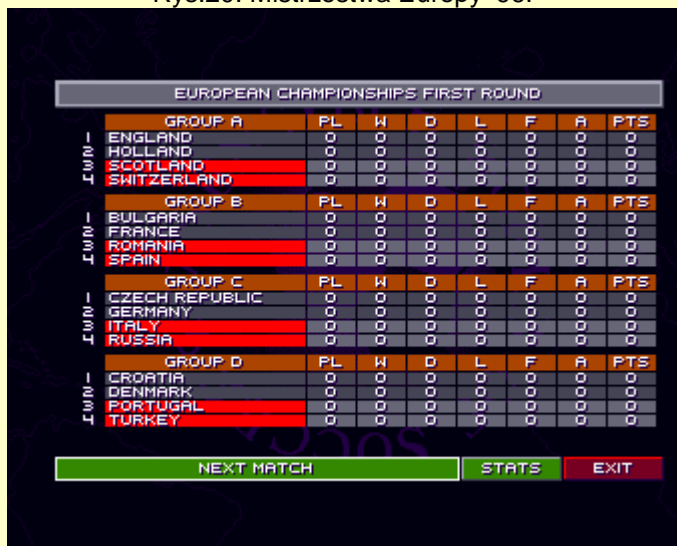 EUROPEAN CHAMPIONSHIPS FIRST ROUND
GROUP A PL W D L F A PTS
1 ENGLAND 0 0 0 0 0 0 0
2 HOLLAND 0 0 0 0 0 0 0
3 SCOTLAND 0 0 0 0 0 0 0
4 SWITZERLAND 0 0 0 0 0 0 0
GROUP B PL W D L F A PTS
1 BULGARIA 0 0 0 0 0 0 0
2 FRANCE 0 0 0 0 0 0 0
3 ROMANIA 0 0 0 0 0 0 0
4 SPAIN 0 0 0 0 0 0 0
GROUP C PL W D L F A PTS
1 CZECH REPUBLIC 0 0 0 0 0 0 0
2 GERMANY 0 0 0 0 0 0 0
3 ITALY 0 0 0 0 0 0 0
4 RUSSIA 0 0 0 0 0 0 0
GROUP D PL W D L F A PTS
1 CROATIA 0 0 0 0 0 0 0
2 DENMARK 0 0 0 0 0 0 0
3 PORTUGAL 0 0 0 0 0 0 0
4 TURKEY 0 0 0 0 0 0 0
NEXT MATCH STATS EXIT